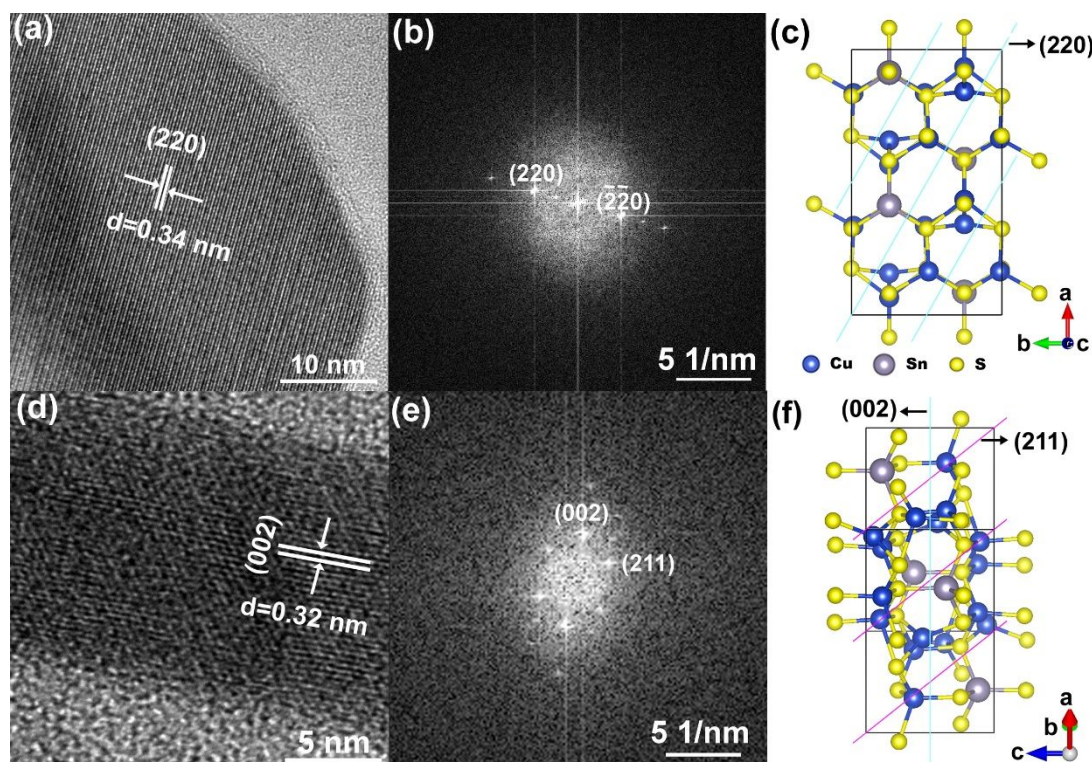 (a)
(220)
d=0.34 nm
10 nm
(b)
(220)
(2̅2̅0)
5 1/nm
(c)
(220)
a
b
c
Cu
Sn
S
(d)
(002)
d=0.32 nm
5 nm
(e)
(002)
(211)
5 1/nm
(f)
(002)
(211)
a
b
c